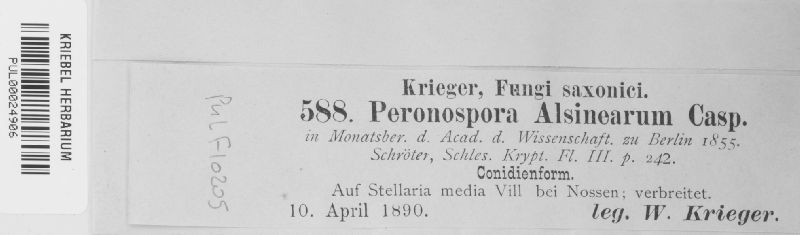 KRIEBEL HERBARIUM
PUL00024906
PUL F10205
Krieger, Fungi saxonici.
588. Peronospora Alsinearum Casp.
in Monatsber. d. Acad. d. Wissenschaft. zu Berlin 1855.
Schröter, Schles. Krypt. Fl. III. p. 242.
Conidienform.
Auf Stellaria media Vill bei Nossen; verbreitet.
10. April 1890.
leg. W. Krieger.